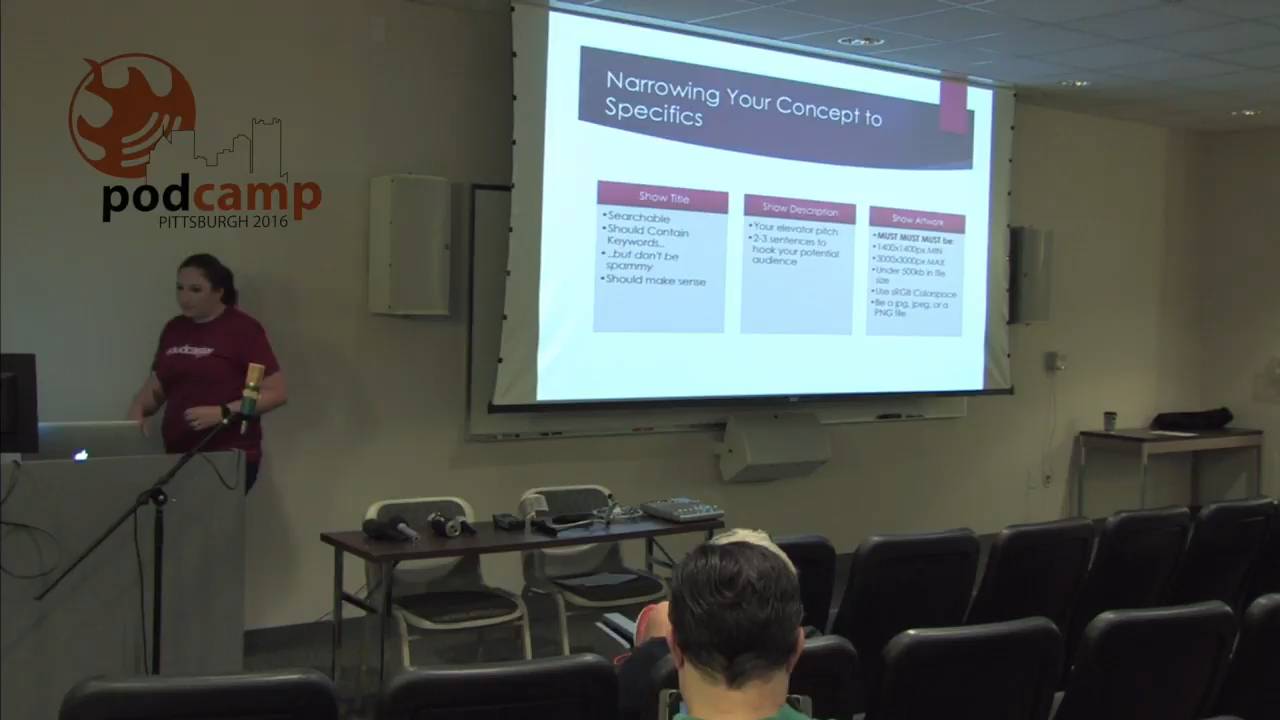 podcamp
PITTSBURGH 2016
Narrowing Your Concept to
Specifics
Show Title
•Searchable
•Should Contain
Keywords...
•...but don't be
spammy
•Should make sense
Show Description
•Your elevator pitch
•2-3 sentences to
hook your potential
audience
Show Artwork
•MUST MUST MUST be:
•1400x1400px MIN
•3000x3000px MAX
•Under 500kb in file
size
•Use sRGB Colorspace
•Be a jpg, jpeg, or a
PNG file